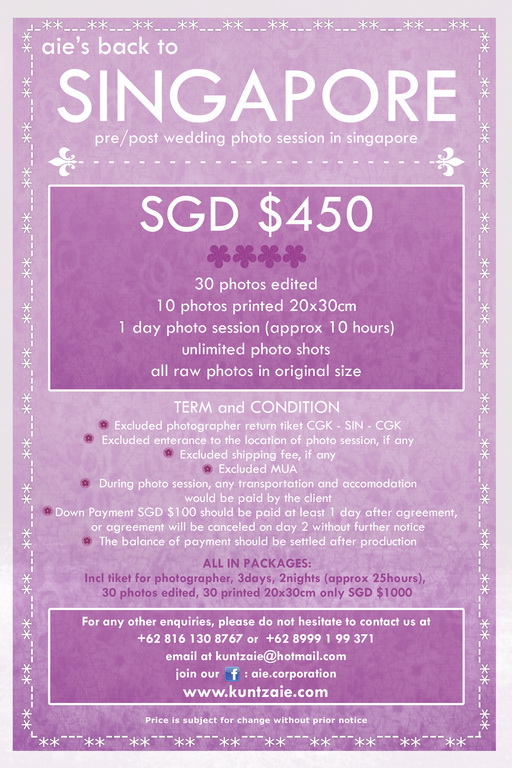 aie's back to
SINGAPORE
pre/post wedding photo session in singapore
SGD $450
30 photos edited
10 photos printed 20x30cm
1 day photo session (approx 10 hours)
unlimited photo shots
all raw photos in original size
TERM and CONDITION
Excluded photographer return tiket CGK - SIN - CGK
Excluded enterance to the location of photo session, if any
Excluded shipping fee, if any
Excluded MUA
During photo session, any transportation and accomodation
would be paid by the client
Down Payment SGD $100 should be paid at least 1 day after agreement,
or agreement will be canceled on day 2 without further notice
The balance of payment should be settled after production
ALL IN PACKAGES:
Incl tiket for photographer, 3days, 2nights (approx 25hours),
30 photos edited, 30 printed 20x30cm only SGD $1000
For any other enquiries, please do not hesitate to contact us at
+62 816 130 8767 or +62 8999 1 99 371
email at kuntzaie@hotmail.com
join our f : aie.corporation
www.kuntzaie.com
Price is subject for change without prior notice